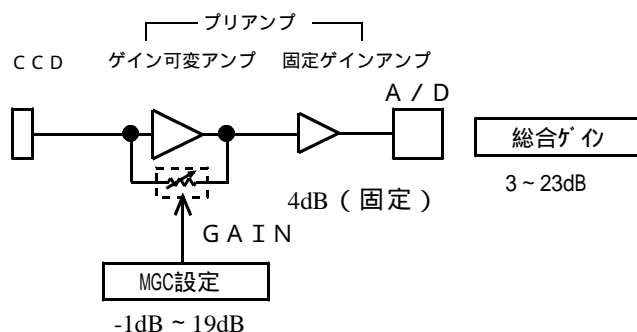 プリアンプ
ＣＣＤ
ゲイン可変アンプ
固定ゲインアンプ
Ａ／Ｄ
総合ｹﾞｲﾝ
3～23dB
4dB（固定）
ＧＡＩＮ
MGC設定
-1dB～19dB